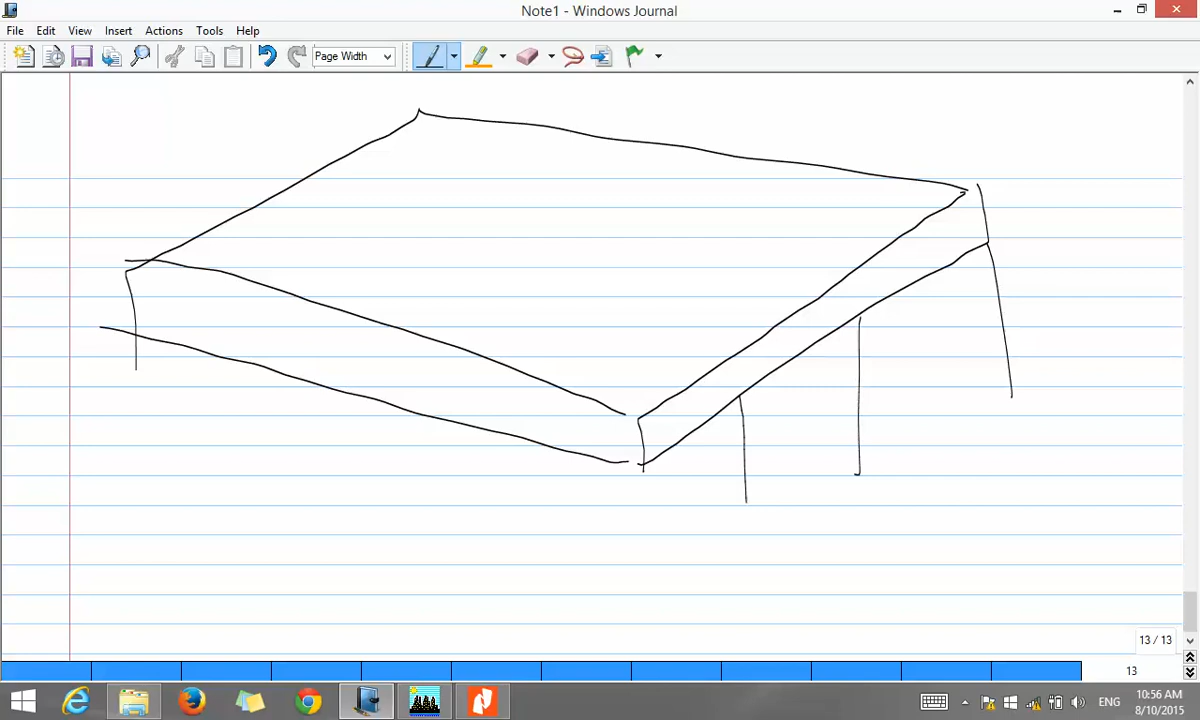 Note1 - Windows Journal
File Edit View Insert Actions Tools Help
Page Width
13 / 13
13
ENG
10:56 AM
8/10/2015